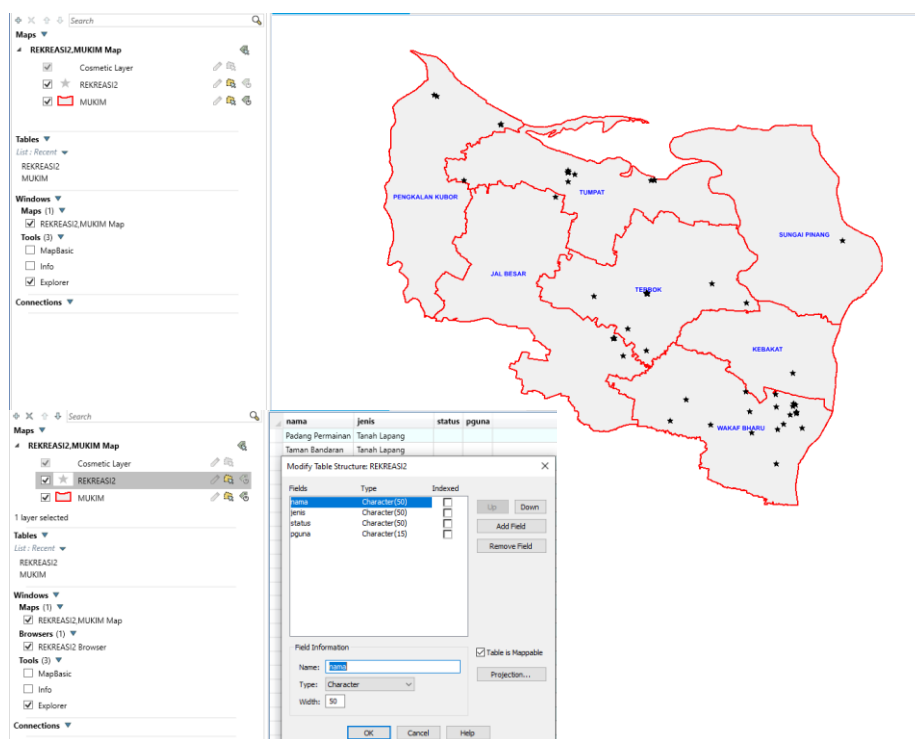 Search
Maps
REKREASI2,MUKIM Map
Cosmetic Layer
REKREASI2
MUKIM
Tables
List : Recent
REKREASI2
MUKIM
Windows
Maps (1)
REKREASI2,MUKIM Map
Tools (3)
MapBasic
Info
Explorer
Connections
PENGKALAN KUBOR
TUMPAT
SUNGAI PINANG
JAL BESAR
TERBOK
KEBAKAT
WAKAF BHARU
Search
Maps
REKREASI2,MUKIM Map
Cosmetic Layer
REKREASI2
MUKIM
1 layer selected
Tables
List : Recent
REKREASI2
MUKIM
Windows
Maps (1)
REKREASI2,MUKIM Map
Browsers (1)
REKREASI2 Browser
Tools (3)
MapBasic
Info
Explorer
Connections
nama jenis status pguna
Padang Permainan Tanah Lapang
Taman Bandaran Tanah Lapang
Modify Table Structure: REKREASI2
Fields Type Indexed
nama Character(50)
jenis Character(50)
status Character(50)
pguna Character(15)
Up Down
Add Field
Remove Field
Field Information
Name: nama
Type: Character
Width: 50
Table is Mappable
Projection...
OK Cancel Help